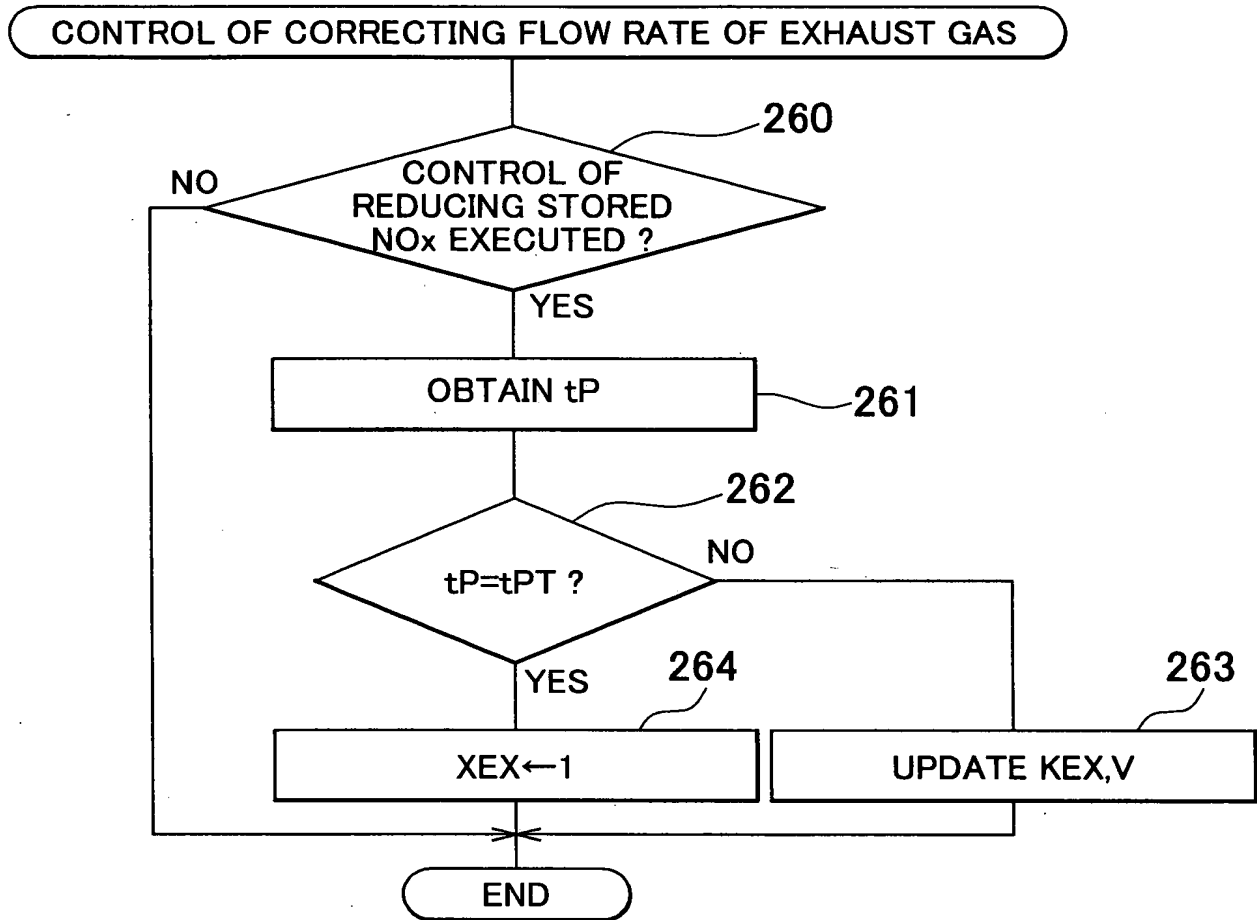 CONTROL OF CORRECTING FLOW RATE OF EXHAUST GAS
260
NO
CONTROL OF
REDUCING STORED
NOx EXECUTED ?
YES
OBTAIN tP
261
262
NO
tP=tPT ?
YES
264
263
XEX←1
UPDATE KEX,V
END